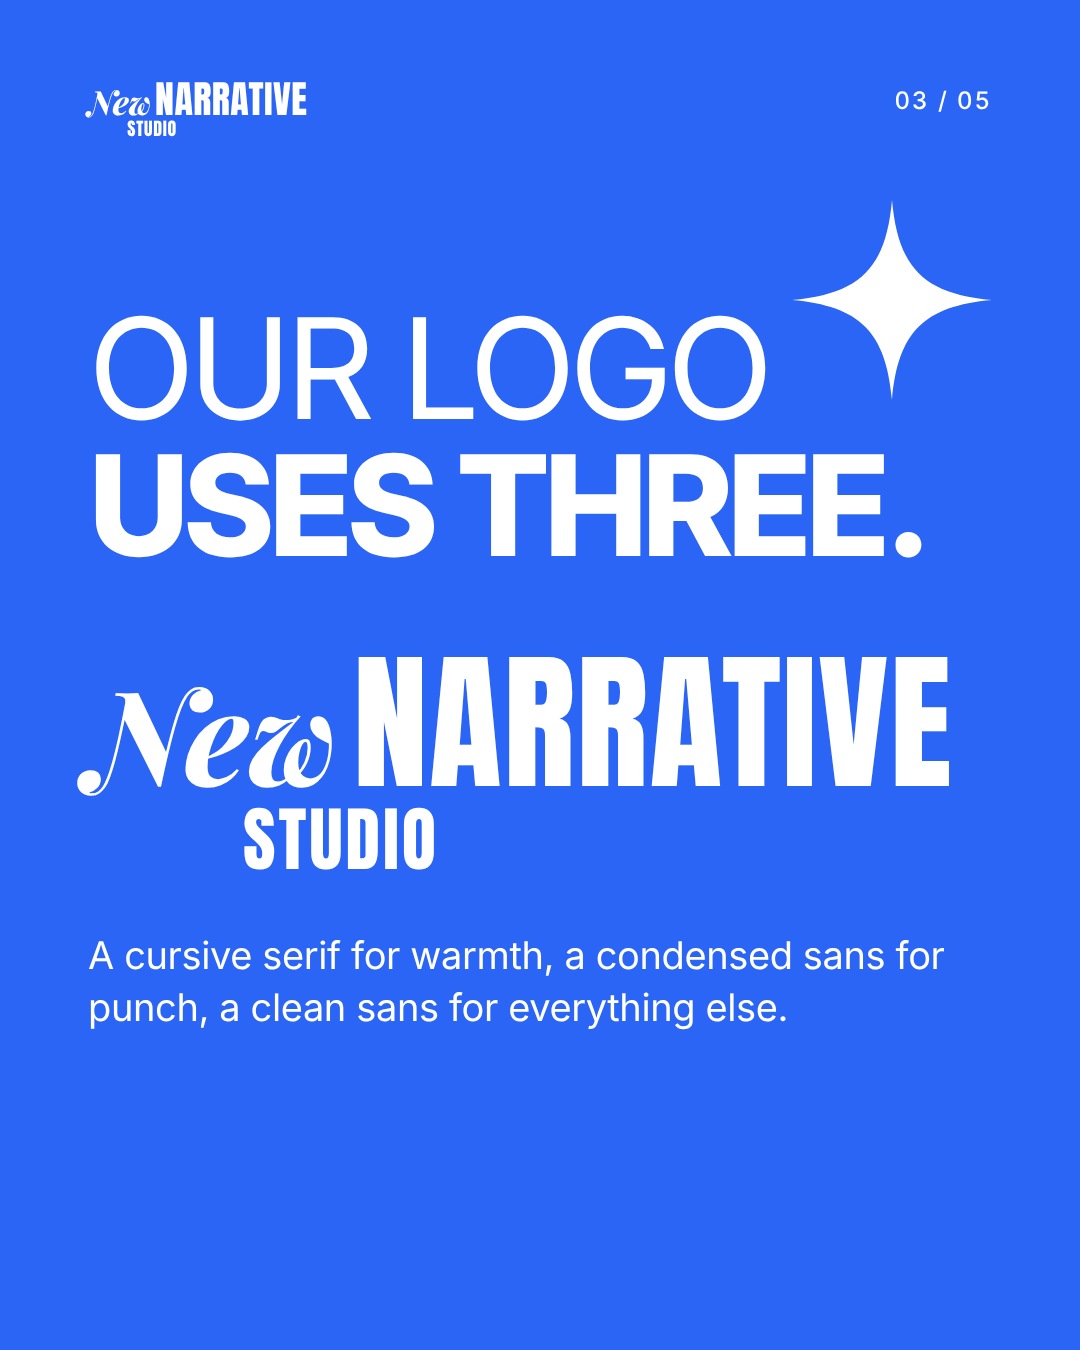 New NARRATIVE
STUDIO
03 / 05
OUR LOGO
USES THREE.
New NARRATIVE
STUDIO
A cursive serif for warmth, a condensed sans for
punch, a clean sans for everything else.